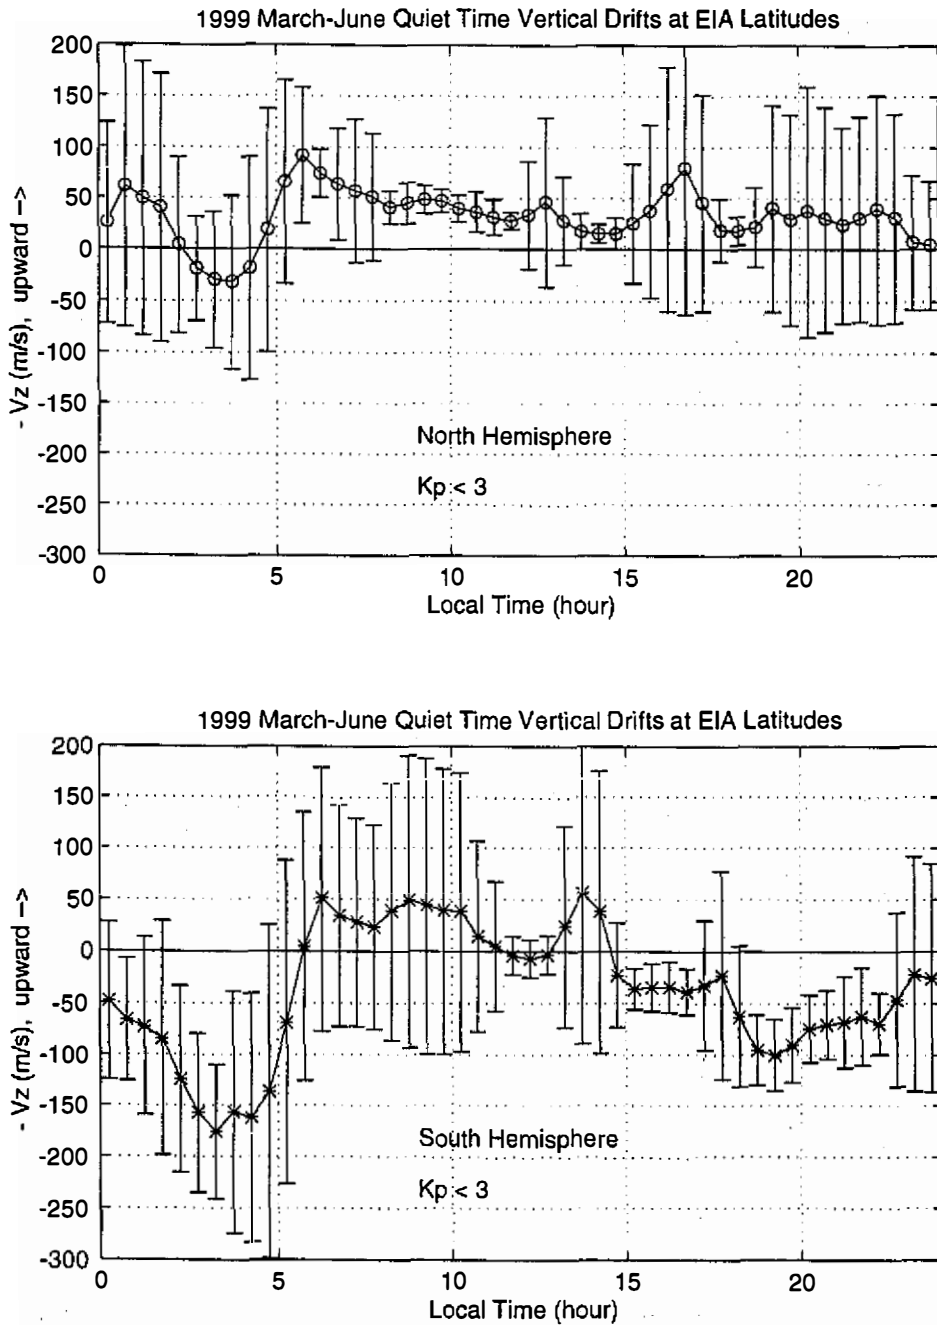 1999 March-June Quiet Time Vertical Drifts at EIA Latitudes
200
150
100
50
0
-50
-100
-150
-200
-250
-300
- Vz (m/s), upward -->
North Hemisphere
Kp < 3
0 5 10 15 20
Local Time (hour)
1999 March-June Quiet Time Vertical Drifts at EIA Latitudes
200
150
100
50
0
-50
-100
-150
-200
-250
-300
- Vz (m/s), upward -->
South Hemisphere
Kp < 3
0 5 10 15 20
Local Time (hour)